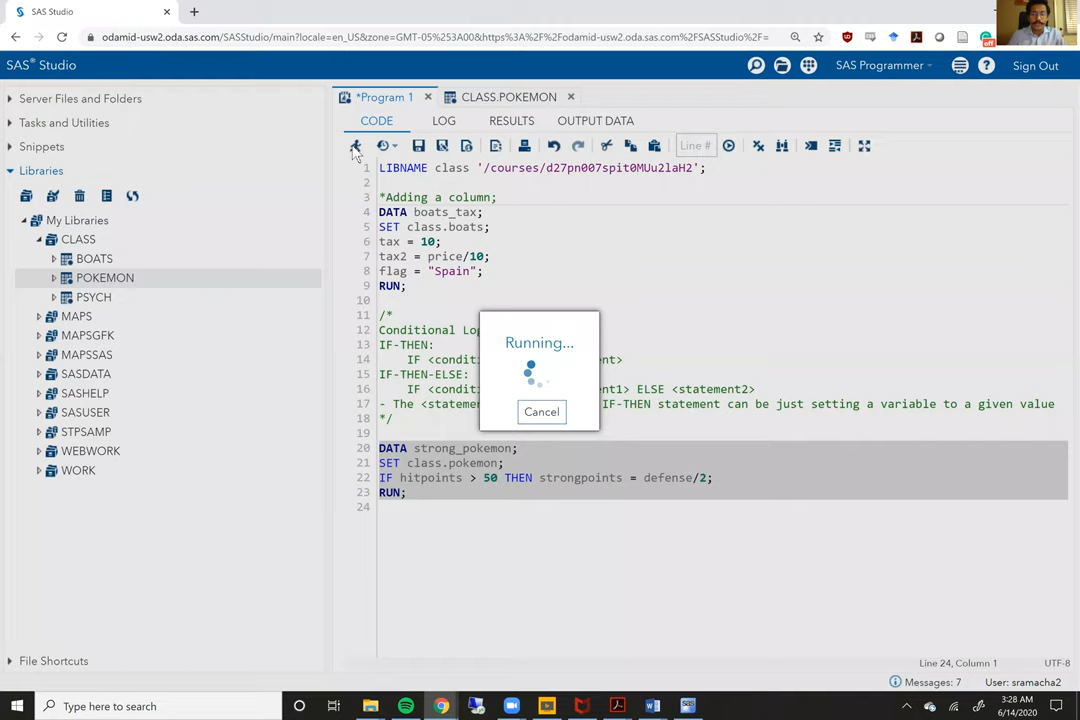 SAS Studio
odamid-usw2.oda.sas.com/SASStudio/main?locale=en_US&zone=GMT-05%253A00&https%3A%2F%2Fodamid-usw2.oda.sas.com%2FSASStudio%2F=
off
SAS® Studio
SAS Programmer
Sign Out
Server Files and Folders
Tasks and Utilities
Snippets
Libraries
My Libraries
CLASS
BOATS
POKEMON
PSYCH
MAPS
MAPSGFK
MAPSSAS
SASDATA
SASHELP
SASUSER
STPSAMP
WEBWORK
WORK
File Shortcuts
*Program 1
CLASS.POKEMON
CODE LOG RESULTS OUTPUT DATA
Line #
1 LIBNAME class '/courses/d27pn007spit0MUu2laH2';
2
3 *Adding a column;
4 DATA boats_tax;
5 SET class.boats;
6 tax = 10;
7 tax2 = price/10;
8 flag = "Spain";
9 RUN;
10
11 /*
12 Conditional Lo
13 IF-THEN:
14 IF <condit ent>
15 IF-THEN-ELSE:
16 IF <condit ent1> ELSE <statement2>
17 - The <statem IF-THEN statement can be just setting a variable to a given value
18 */
19
20 DATA strong_pokemon;
21 SET class.pokemon;
22 IF hitpoints > 50 THEN strongpoints = defense/2;
23 RUN;
24
Running...
Cancel
Line 24, Column 1 UTF-8
Messages: 7 User: sramacha2
Type here to search
3:28 AM
6/14/2020